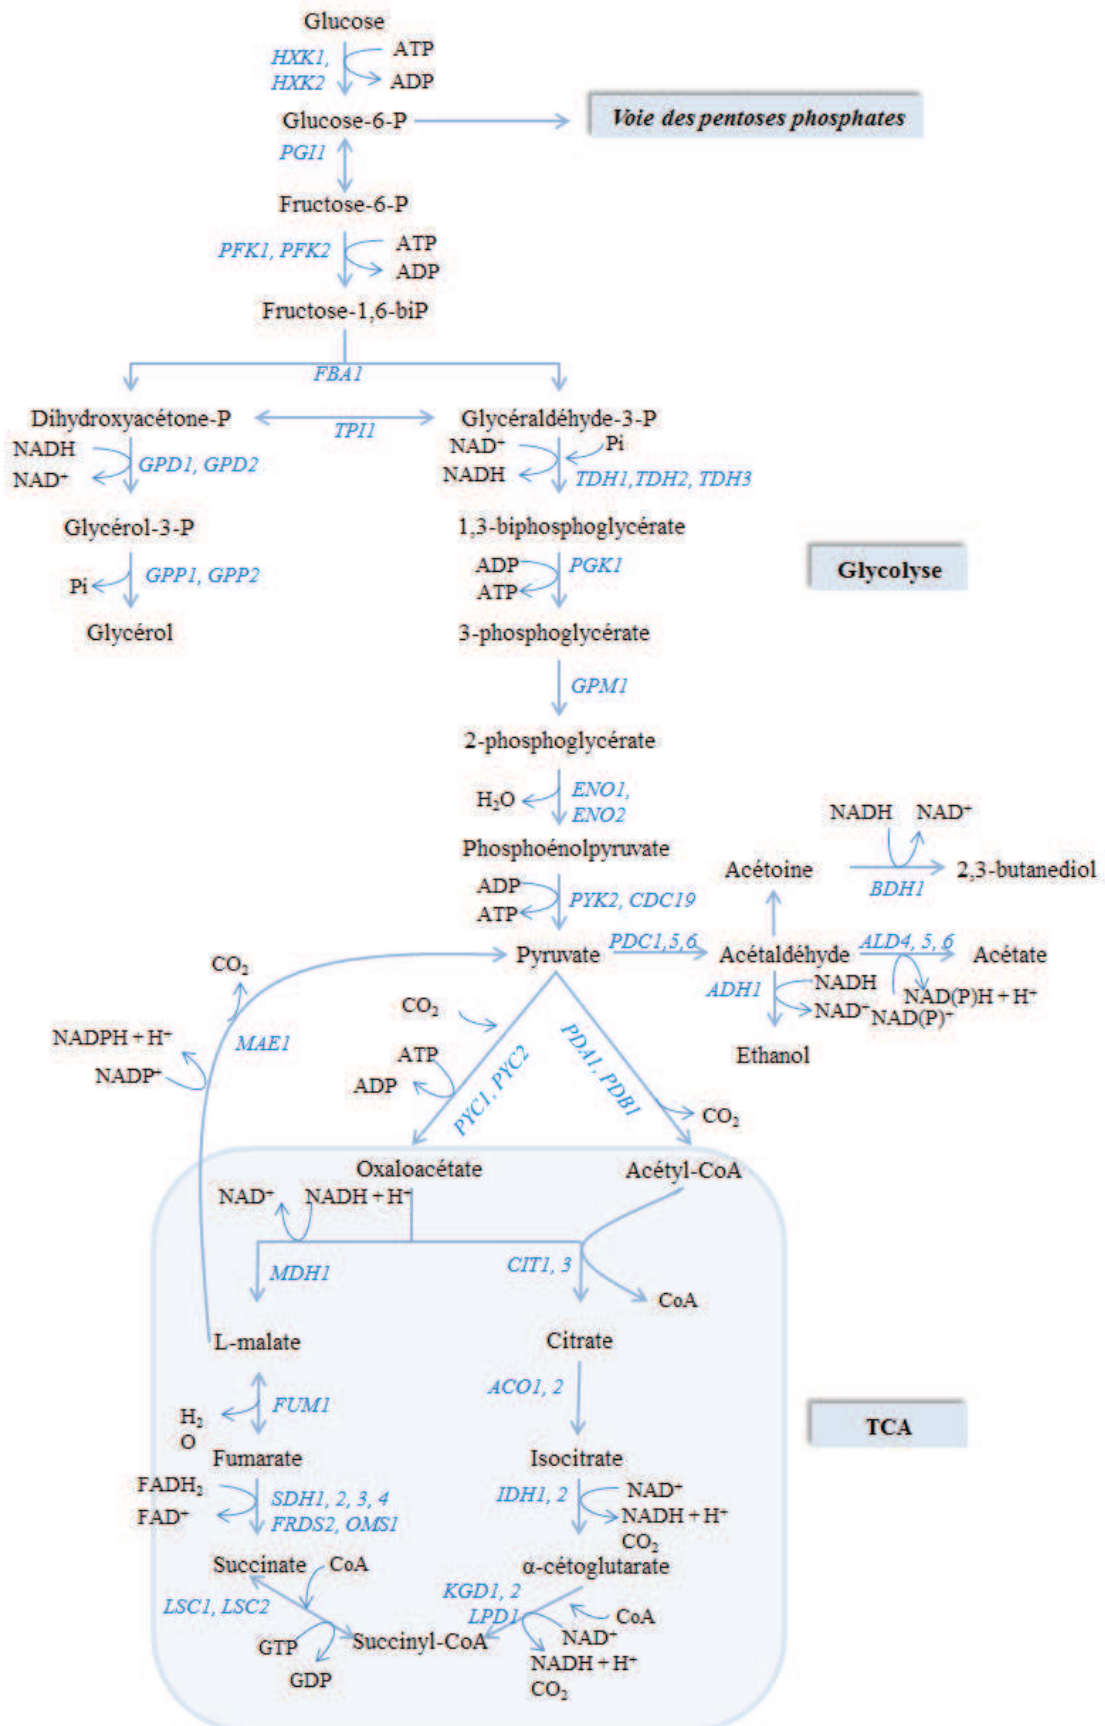 Glucose
HXK1,
HXK2
ATP
ADP
Glucose-6-P
Voie des pentoses phosphates
PGI1
Fructose-6-P
PFK1, PFK2
ATP
ADP
Fructose-1,6-biP
FBA1
Dihydroxyacétone-P
TPI1
Glycéraldéhyde-3-P
NADH
NAD⁺
GPD1, GPD2
NAD⁺
NADH
Pi
TDH1,TDH2, TDH3
Glycérol-3-P
1,3-biphosphoglycérate
Pi
GPP1, GPP2
ADP
ATP
PGK1
Glycolyse
Glycérol
3-phosphoglycérate
GPM1
2-phosphoglycérate
H₂O
ENO1,
ENO2
NADH
NAD⁺
Phosphoénolpyruvate
Acétoine
BDH1
2,3-butanediol
ADP
ATP
PYK2, CDC19
Pyruvate
PDC1,5,6
Acétaldéhyde
ALD4, 5, 6
Acétate
CO₂
ADH1
NADH
NAD⁺
NAD(P)H + H⁺
NAD(P)⁺
Ethanol
NADPH + H⁺
NADP⁺
MAE1
CO₂
ATP
ADP
PYC1, PYC2
PDA1, PDB1
CO₂
Oxaloacétate
Acétyl-CoA
NAD⁺
NADH + H⁺
MDH1
CIT1, 3
CoA
L-malate
Citrate
FUM1
H₂
O
ACO1, 2
TCA
Fumarate
Isocitrate
FADH₂
FAD⁺
SDH1, 2, 3, 4
FRDS2, OMS1
IDH1, 2
NAD⁺
NADH + H⁺
CO₂
Succinate
CoA
α-cétoglutarate
LSC1, LSC2
KGD1, 2
LPD1
CoA
GTP
GDP
Succinyl-CoA
NAD⁺
NADH + H⁺
CO₂